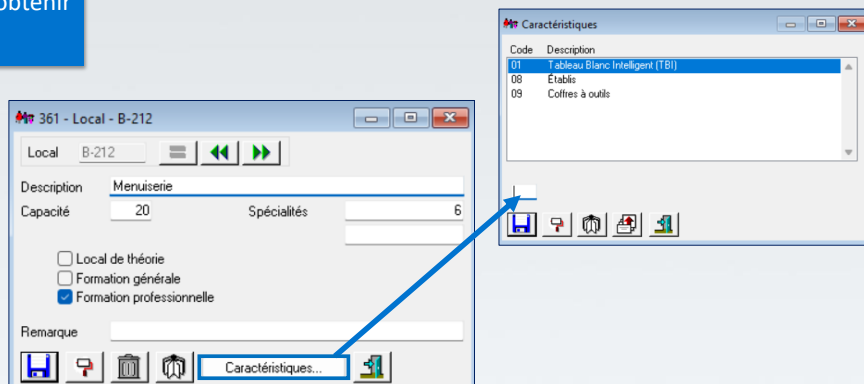 obtenir
Caractéristiques
Code Description
01 Tableau Blanc Intelligent (TBI)
08 Établis
09 Coffres à outils
361 - Local - B-212
Local B-212
Description Menuiserie
Capacité 20 Spécialités 6
Local de théorie
Formation générale
Formation professionnelle
Remarque
Caractéristiques...